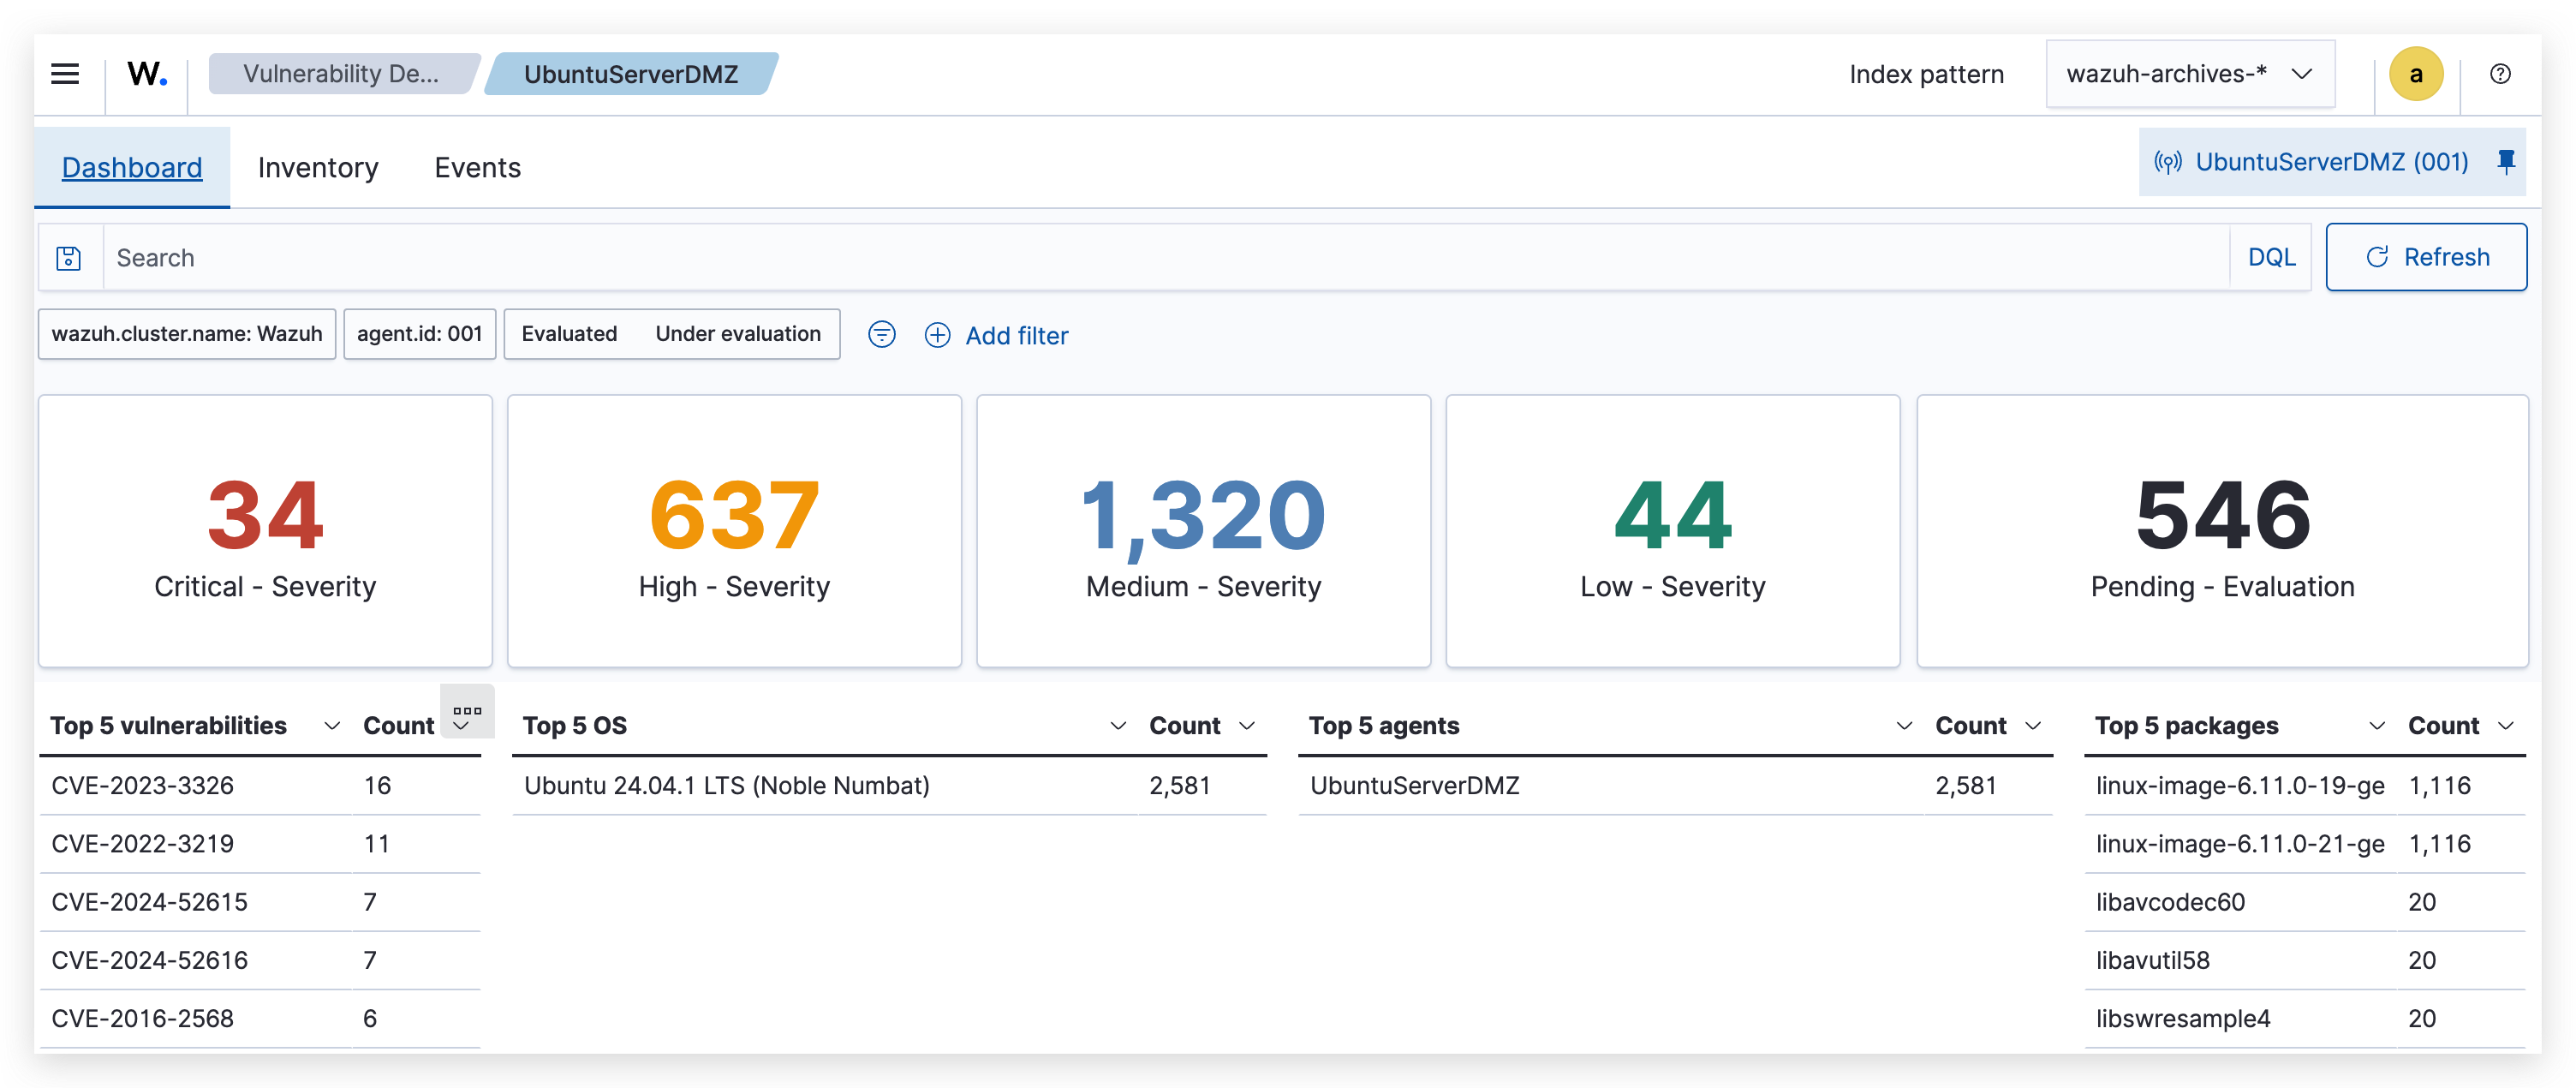 W. Vulnerability De... UbuntuServerDMZ Index pattern wazuh-archives-* a ?
Dashboard Inventory Events UbuntuServerDMZ (001)
Search DQL Refresh
wazuh.cluster.name: Wazuh agent.id: 001 Evaluated Under evaluation Add filter
34 637 1,320 44 546
Critical - Severity High - Severity Medium - Severity Low - Severity Pending - Evaluation
Top 5 vulnerabilities Count Top 5 OS Count Top 5 agents Count Top 5 packages Count
CVE-2023-3326 16 Ubuntu 24.04.1 LTS (Noble Numbat) 2,581 UbuntuServerDMZ 2,581 linux-image-6.11.0-19-ge 1,116
CVE-2022-3219 11 linux-image-6.11.0-21-ge 1,116
CVE-2024-52615 7 libavcodec60 20
CVE-2024-52616 7 libavutil58 20
CVE-2016-2568 6 libswresample4 20